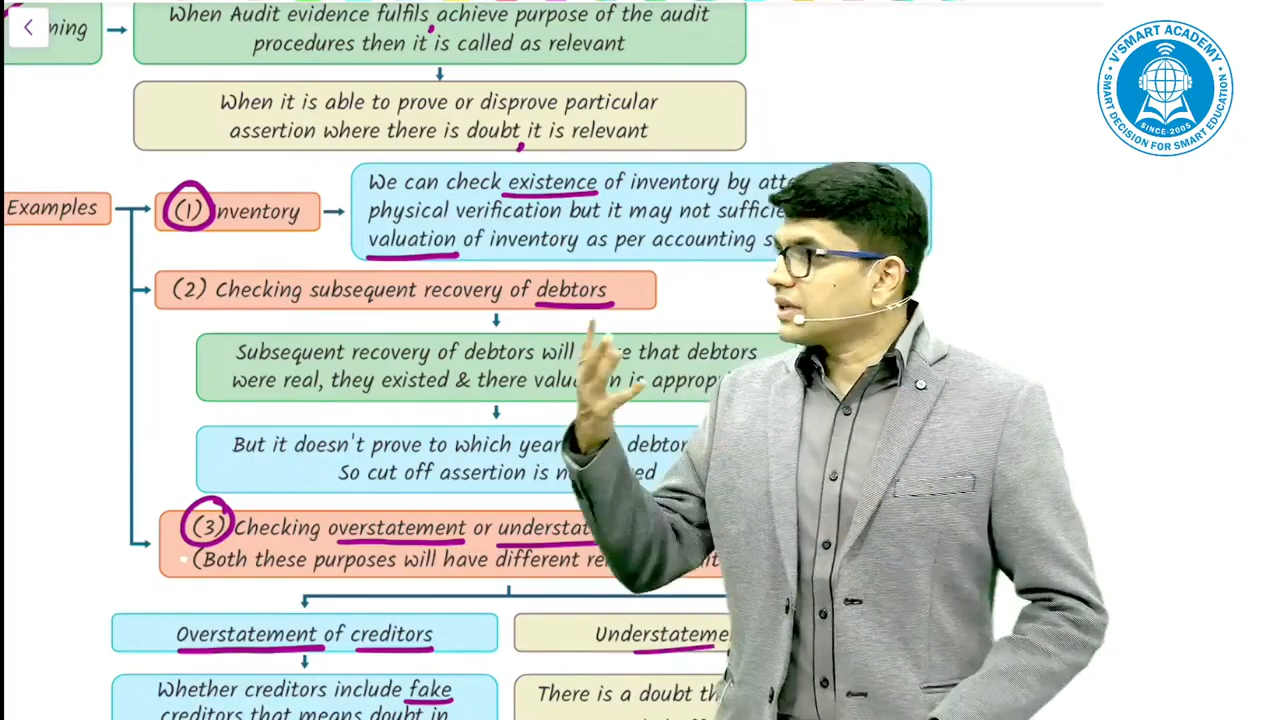 ning
When Audit evidence fulfils achieve purpose of the audit
procedures then it is called as relevant
When it is able to prove or disprove particular
assertion where there is doubt, it is relevant
Examples
(1) Inventory
We can check existence of inventory by
physical verification but it may not
valuation of inventory as per accounting
(2) Checking subsequent recovery of debtors
Subsequent recovery of debtors will that debtors
were real, they existed & there is
But it doesn't prove to which year debtor
So cut off assertion is
(3) Checking overstatement or
(Both these purposes will have different
Overstatement of creditors
Whether creditors include fake
creditors that means doubt in
There is a doubt
V'SMART ACADEMY
SINCE-2005
SMART DECISION FOR SMART EDUCATION